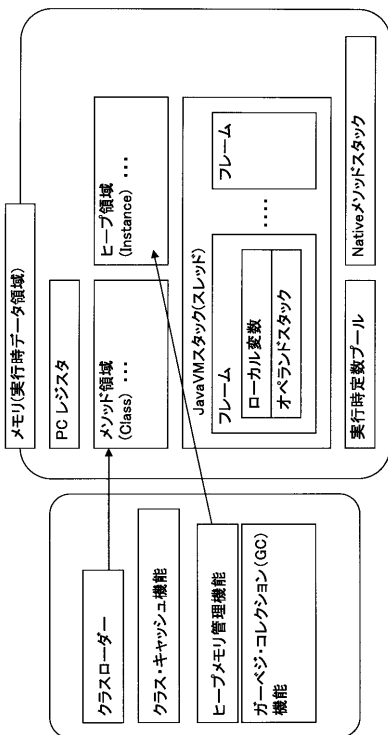 クラスローダー
クラス・キャッシュ機能
ヒープメモリ管理機能
ガーベジ・コレクション(GC)
機能
メモリ(実行時データ領域)
PC レジスタ
メソッド領域
(Class) ・・・
ヒープ領域
(Instance) ・・・
JavaVMスタック(スレッド)
フレーム
ローカル変数
オペランドスタック
・・・・
フレーム
実行時定数プール
Nativeメソッドスタック